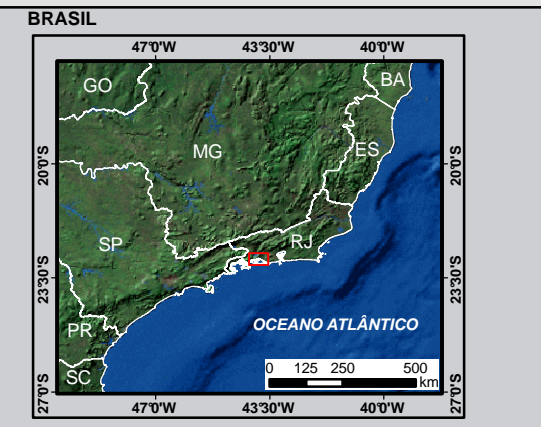 BRASIL
47°0'W 43°30'W 40°0'W
GO
BA
MG
ES
20°0'S 20°0'S
SP
RJ
23°30'S 23°30'S
PR
OCEANO ATLÂNTICO
0 125 250 500
km
SC
27°0'S 27°0'S
47°0'W 43°30'W 40°0'W